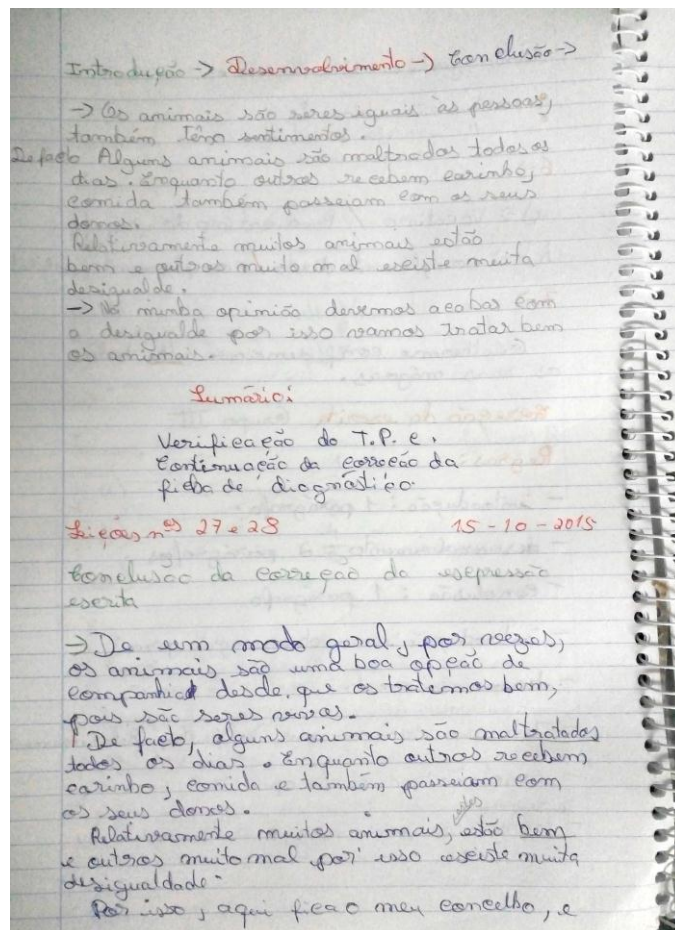 Introdução -> Desenvolvimento -> Conclusão ->
-> Os animais são seres iguais às pessoas,
também têm sentimentos.
De facto Alguns animais são maltrados todos os
dias. Enquanto outros recebem carinho,
comida também passeiam com os seus
donos.
Relativamente muitos animais estão
bem e outros muito mal exeiste muita
desigualde.
-> Na minha opinião devemos acabar com
a desigualde por isso vamos tratar bem
os animais.
Sumário:
Verificação do T.P.C.
Continuação da correção da
ficha de diagnóstico.
Lições nºs 27 e 28 15-10-2015
Conclusão da correção da expressão
escrita
-> De um modo geral, por vezes,
os animais são uma boa opção de
companhia desde, que os tratemos bem,
pois são seres vivos.
De facto, alguns animais são maltratados
todos os dias. Enquanto outros recebem
carinho, comida e também passeiam com
os seus donos.
Relativamente muitos animais, eles estão bem
e outros muito mal por isso exeiste muita
desigualdade.
Por isso, aqui fica o meu concelho, e